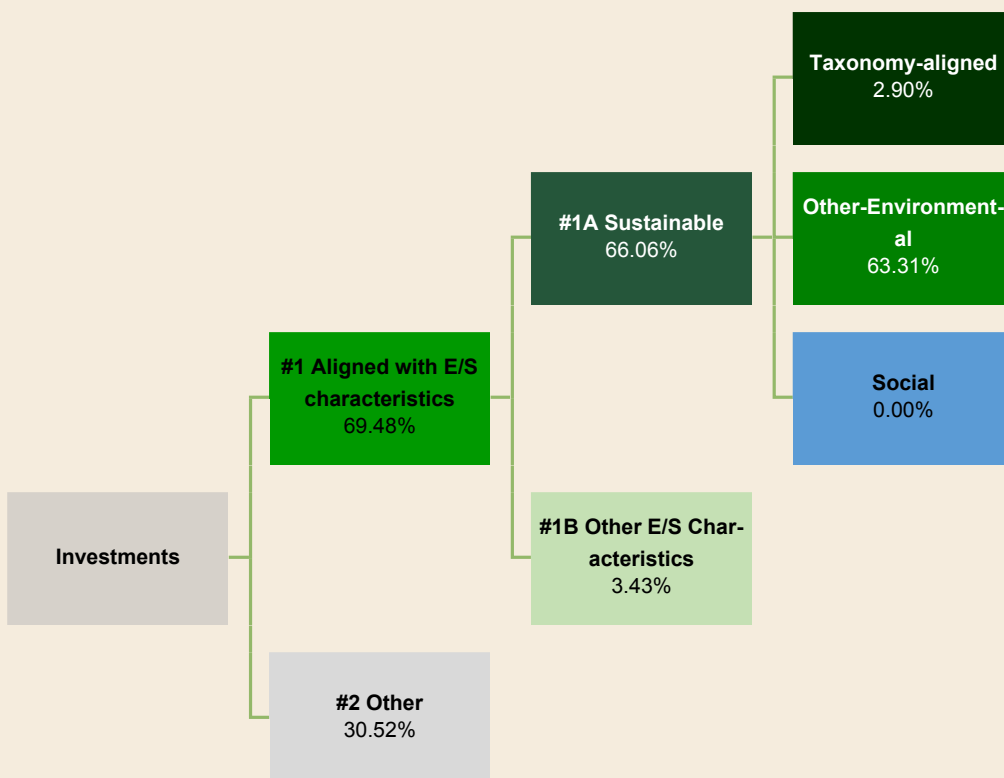 Taxonomy-aligned
2.90%
#1A Sustainable
66.06%
Other-Environment-
al
63.31%
#1 Aligned with E/S
characteristics
69.48%
Social
0.00%
Investments
#1B Other E/S Char-
acteristics
3.43%
#2 Other
30.52%